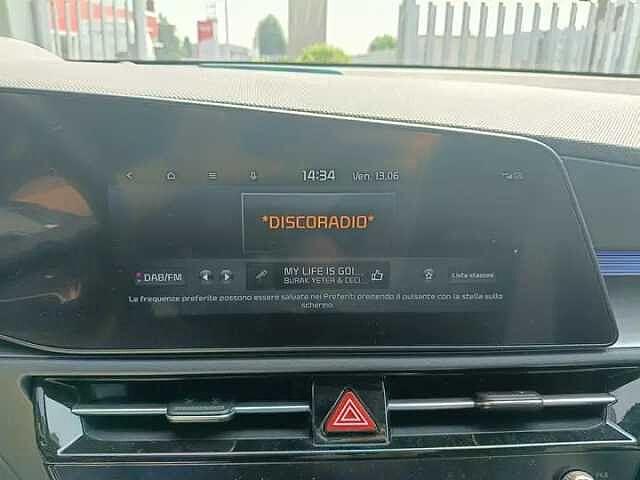 14:34 Ven. 13.06
*DISCORADIO*
DAB/FM
MY LIFE IS GOI...
BURAK YETER & CECI...
Lista stazioni
Le frequenze preferite possono essere salvate nei Preferiti premendo il pulsante con la stella sullo
schermo.